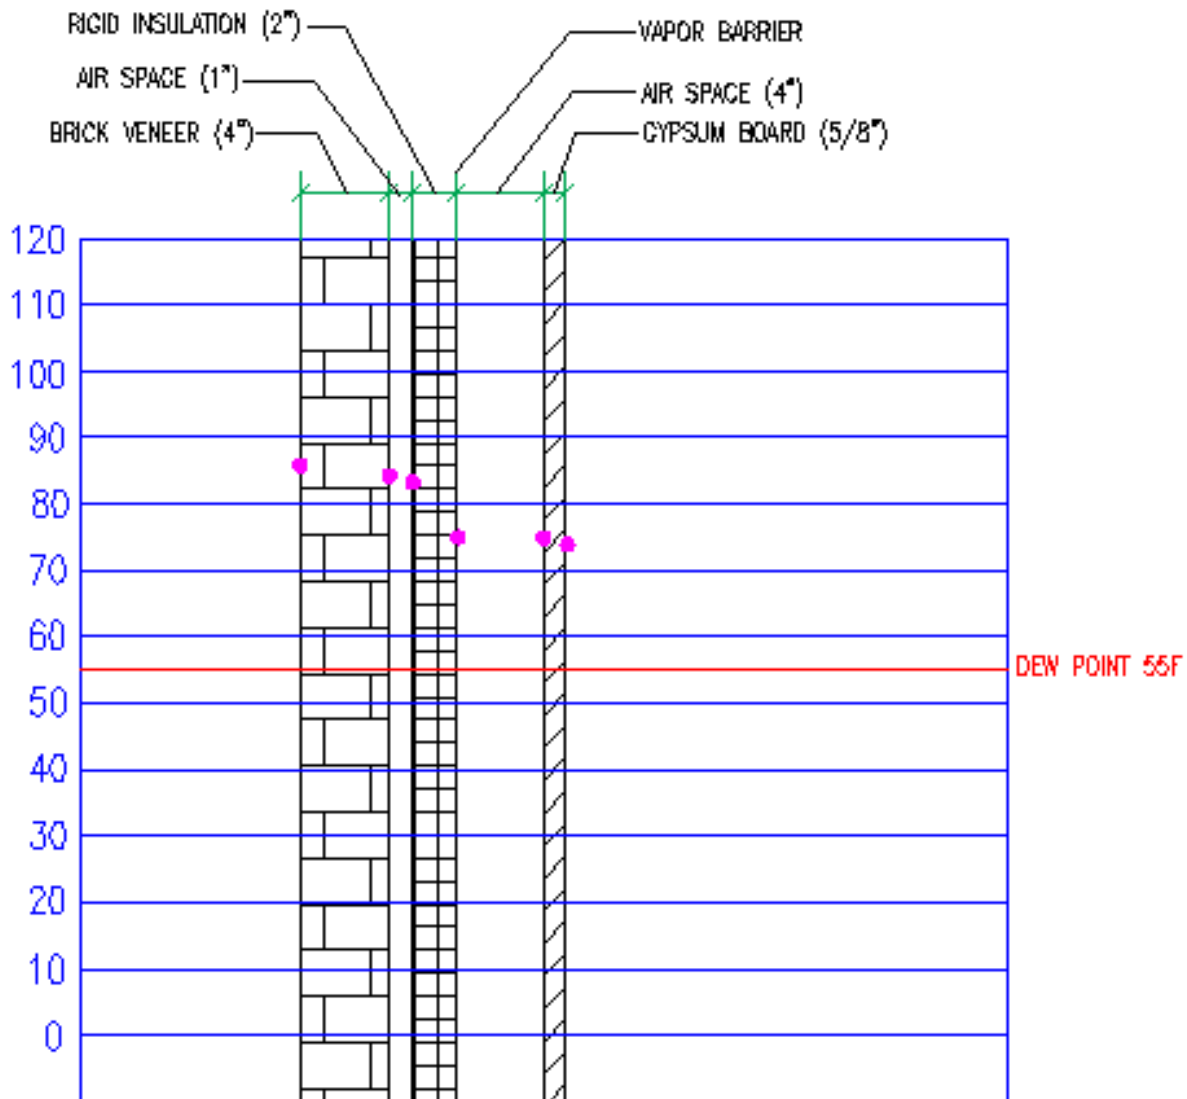 RIGID INSULATION (2")
VAPOR BARRIER
AIR SPACE (1")
AIR SPACE (4")
BRICK VENEER (4")
GYPSUM BOARD (5/8")
120
110
100
90
80
70
60
DEW POINT 55F
50
40
30
20
10
0